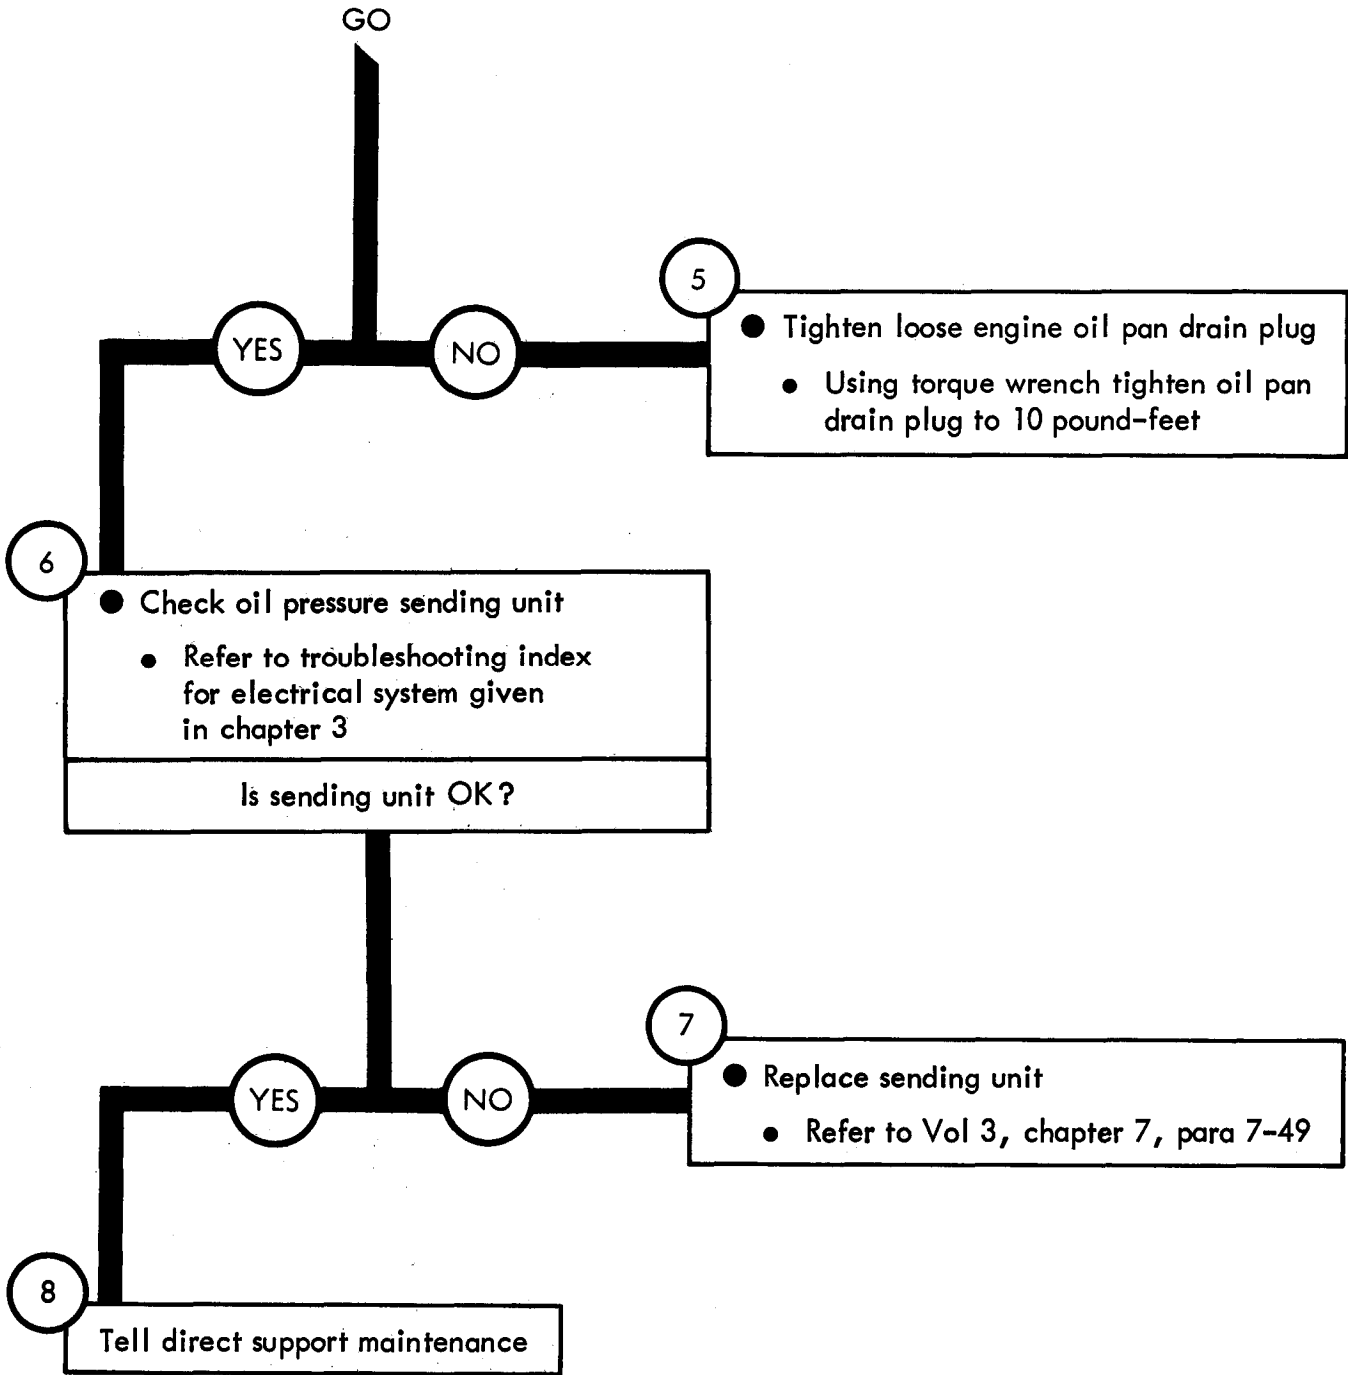 GO
YES
NO
5
● Tighten loose engine oil pan drain plug
● Using torque wrench tighten oil pan
drain plug to 10 pound-feet
6
● Check oil pressure sending unit
● Refer to troubleshooting index
for electrical system given
in chapter 3
Is sending unit OK?
YES
NO
7
● Replace sending unit
● Refer to Vol 3, chapter 7, para 7-49
8
Tell direct support maintenance